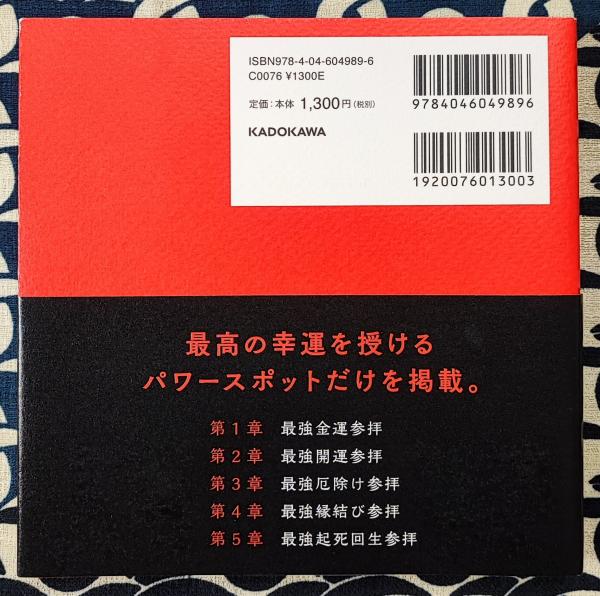 ISBN978-4-04-604989-6
C0076 ¥1300E
定価：本体1,300円（税別）
KADOKAWA
9784046049896
1920076013003
最高の幸運を授ける
パワースポットだけを掲載。
第1章 最強金運参拝
第2章 最強開運参拝
第3章 最強厄除け参拝
第4章 最強縁結び参拝
第5章 最強起死回生参拝